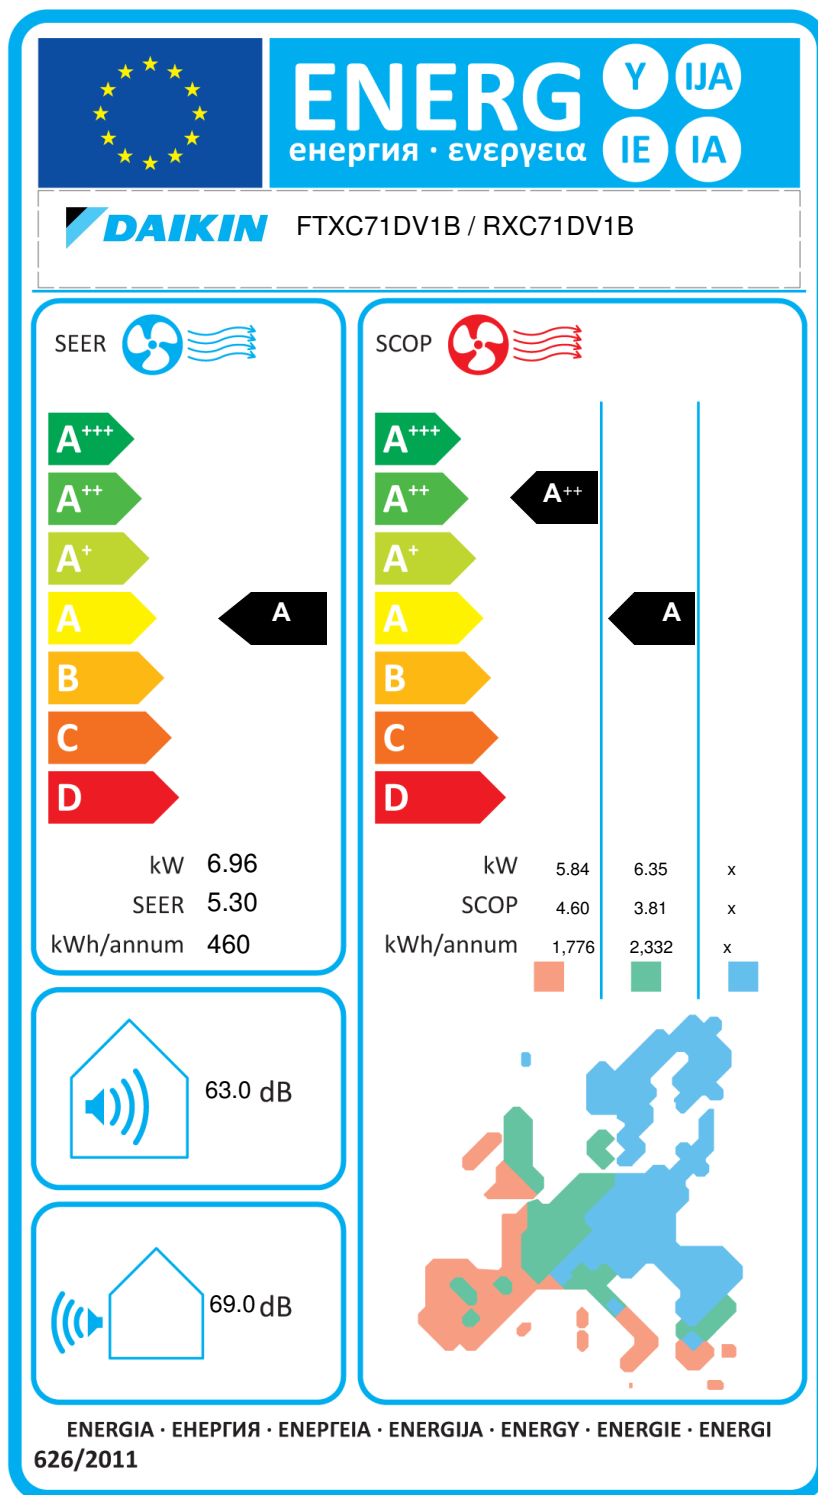 ENERG
Y IJA
IE IA
енергия · ενεργεια
DAIKIN FTXC71DV1B / RXC71DV1B
SEER
A+++
A++
A+
A
B
C
D
A
kW 6.96
SEER 5.30
kWh/annum 460
SCOP
A+++
A++
A+
A
B
C
D
A++
A
kW 5.84 6.35 x
SCOP 4.60 3.81 x
kWh/annum 1,776 2,332 x
63.0 dB
69.0 dB
ENERGIA · ЕНЕРГИЯ · ΕΝΕΡΓΕΙΑ · ENERGIJA · ENERGY · ENERGIE · ENERGI
626/2011